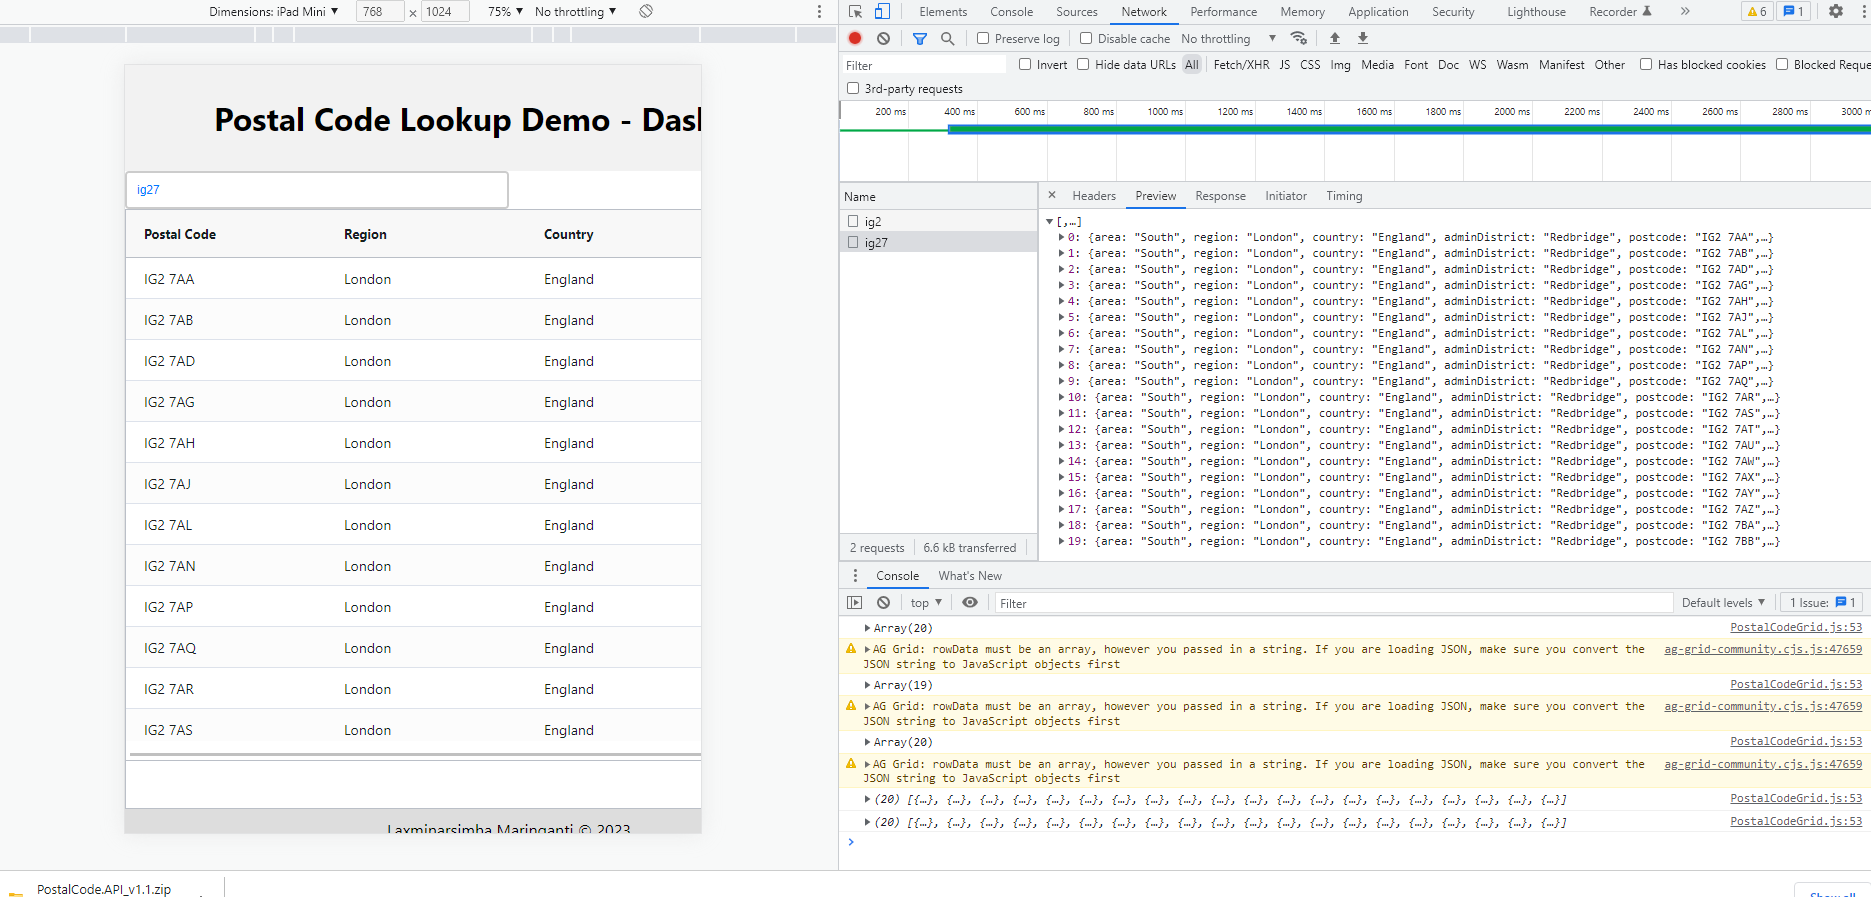 Dimensions: iPad Mini ▼ 768 × 1024 75% ▼ No throttling ▼
Postal Code Lookup Demo - Das
ig27
Postal Code Region Country
IG2 7AA London England
IG2 7AB London England
IG2 7AD London England
IG2 7AG London England
IG2 7AH London England
IG2 7AJ London England
IG2 7AL London England
IG2 7AN London England
IG2 7AP London England
IG2 7AQ London England
IG2 7AR London England
IG2 7AS London England
Laxminarsimha Maringanti © 2023
PostalCode.API_v1.1.zip
Elements Console Sources Network Performance Memory Application Security Lighthouse Recorder » 6 1
Preserve log Disable cache No throttling ▼
Filter Invert Hide data URLs All Fetch/XHR JS CSS Img Media Font Doc WS Wasm Manifest Other Has blocked cookies Blocked Reque
3rd-party requests
200 ms 400 ms 600 ms 800 ms 1000 ms 1200 ms 1400 ms 1600 ms 1800 ms 2000 ms 2200 ms 2400 ms 2600 ms 2800 ms 3000 m
Name
ig2
ig27
2 requests 6.6 kB transferred
× Headers Preview Response Initiator Timing
▼[,…]
▶0: {area: "South", region: "London", country: "England", adminDistrict: "Redbridge", postcode: "IG2 7AA",…}
▶1: {area: "South", region: "London", country: "England", adminDistrict: "Redbridge", postcode: "IG2 7AB",…}
▶2: {area: "South", region: "London", country: "England", adminDistrict: "Redbridge", postcode: "IG2 7AD",…}
▶3: {area: "South", region: "London", country: "England", adminDistrict: "Redbridge", postcode: "IG2 7AG",…}
▶4: {area: "South", region: "London", country: "England", adminDistrict: "Redbridge", postcode: "IG2 7AH",…}
▶5: {area: "South", region: "London", country: "England", adminDistrict: "Redbridge", postcode: "IG2 7AJ",…}
▶6: {area: "South", region: "London", country: "England", adminDistrict: "Redbridge", postcode: "IG2 7AL",…}
▶7: {area: "South", region: "London", country: "England", adminDistrict: "Redbridge", postcode: "IG2 7AN",…}
▶8: {area: "South", region: "London", country: "England", adminDistrict: "Redbridge", postcode: "IG2 7AP",…}
▶9: {area: "South", region: "London", country: "England", adminDistrict: "Redbridge", postcode: "IG2 7AQ",…}
▶10: {area: "South", region: "London", country: "England", adminDistrict: "Redbridge", postcode: "IG2 7AR",…}
▶11: {area: "South", region: "London", country: "England", adminDistrict: "Redbridge", postcode: "IG2 7AS",…}
▶12: {area: "South", region: "London", country: "England", adminDistrict: "Redbridge", postcode: "IG2 7AT",…}
▶13: {area: "South", region: "London", country: "England", adminDistrict: "Redbridge", postcode: "IG2 7AU",…}
▶14: {area: "South", region: "London", country: "England", adminDistrict: "Redbridge", postcode: "IG2 7AW",…}
▶15: {area: "South", region: "London", country: "England", adminDistrict: "Redbridge", postcode: "IG2 7AX",…}
▶16: {area: "South", region: "London", country: "England", adminDistrict: "Redbridge", postcode: "IG2 7AY",…}
▶17: {area: "South", region: "London", country: "England", adminDistrict: "Redbridge", postcode: "IG2 7AZ",…}
▶18: {area: "South", region: "London", country: "England", adminDistrict: "Redbridge", postcode: "IG2 7BA",…}
▶19: {area: "South", region: "London", country: "England", adminDistrict: "Redbridge", postcode: "IG2 7BB",…}
Console What's New
top ▼ Filter Default levels ▼ 1 Issue: 1
▶Array(20) PostalCodeGrid.js:53
▶AG Grid: rowData must be an array, however you passed in a string. If you are loading JSON, make sure you convert the ag-grid-community.cjs.js:47659
JSON string to JavaScript objects first
▶Array(19) PostalCodeGrid.js:53
▶AG Grid: rowData must be an array, however you passed in a string. If you are loading JSON, make sure you convert the ag-grid-community.cjs.js:47659
JSON string to JavaScript objects first
▶Array(20) PostalCodeGrid.js:53
▶AG Grid: rowData must be an array, however you passed in a string. If you are loading JSON, make sure you convert the ag-grid-community.cjs.js:47659
JSON string to JavaScript objects first
▶(20) [{…}, {…}, {…}, {…}, {…}, {…}, {…}, {…}, {…}, {…}, {…}, {…}, {…}, {…}, {…}, {…}, {…}, {…}, {…}, {…}] PostalCodeGrid.js:53
▶(20) [{…}, {…}, {…}, {…}, {…}, {…}, {…}, {…}, {…}, {…}, {…}, {…}, {…}, {…}, {…}, {…}, {…}, {…}, {…}, {…}] PostalCodeGrid.js:53
Show all